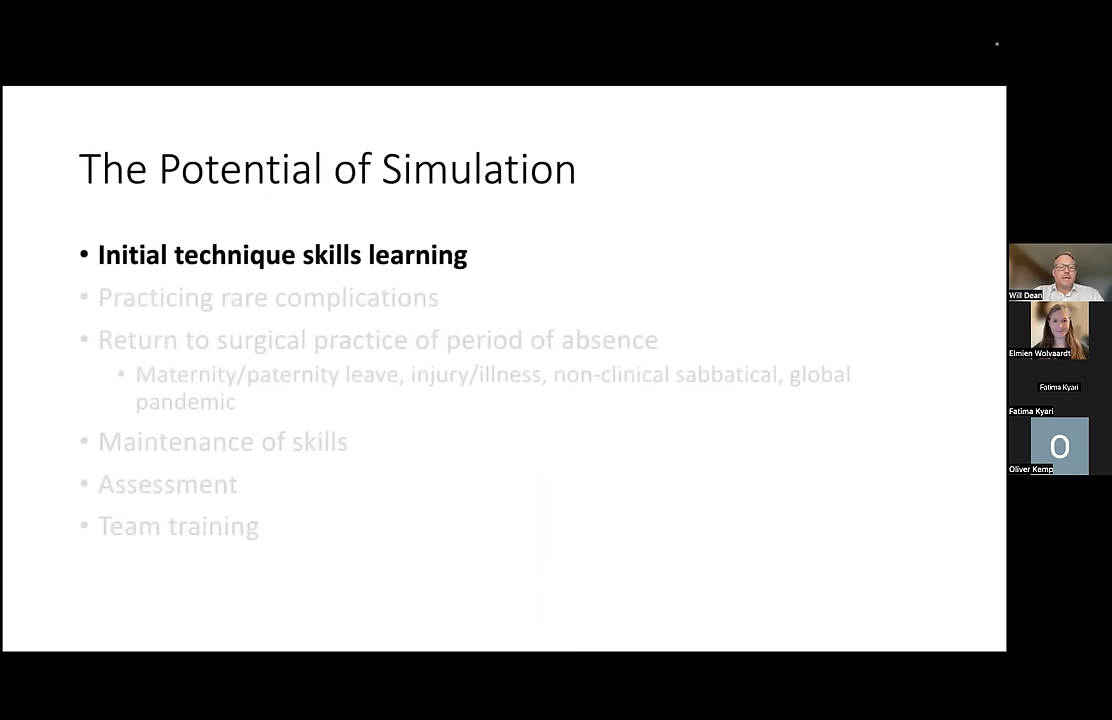 The Potential of Simulation
• Initial technique skills learning
• Practicing rare complications
• Return to surgical practice of period of absence
• Maternity/paternity leave, injury/illness, non-clinical sabbatical, global
pandemic
• Maintenance of skills
• Assessment
• Team training
Will Dean
Elmien Wolvaardt
Fatima Kyari
Fatima Kyari
O
Oliver Kemp